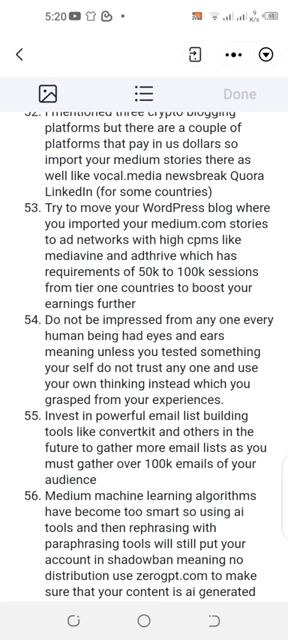 5:20
9
K/s
68
Done
52. I mentioned three crypto blogging
platforms but there are a couple of
platforms that pay in us dollars so
import your medium stories there as
well like vocal.media newsbreak Quora
LinkedIn (for some countries)
53. Try to move your WordPress blog where
you imported your medium.com stories
to ad networks with high cpms like
mediavine and adthrive which has
requirements of 50k to 100k sessions
from tier one countries to boost your
earnings further
54. Do not be impressed from any one every
human being had eyes and ears
meaning unless you tested something
your self do not trust any one and use
your own thinking instead which you
grasped from your experiences.
55. Invest in powerful email list building
tools like convertkit and others in the
future to gather more email lists as you
must gather over 100k emails of your
audience
56. Medium machine learning algorithms
have become too smart so using ai
tools and then rephrasing with
paraphrasing tools will still put your
account in shadowban meaning no
distribution use zerogpt.com to make
sure that your content is ai generated